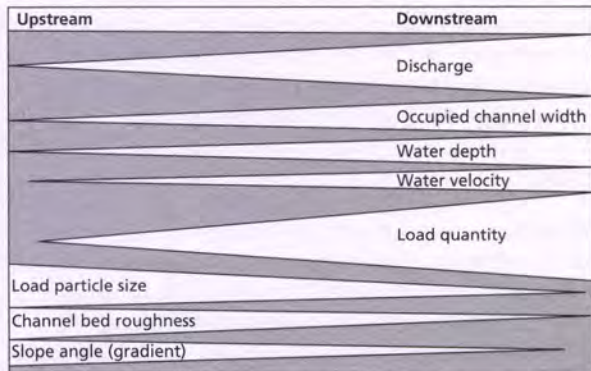 Upstream Downstream
Discharge
Occupied channel width
Water depth
Water velocity
Load quantity
Load particle size
Channel bed roughness
Slope angle (gradient)